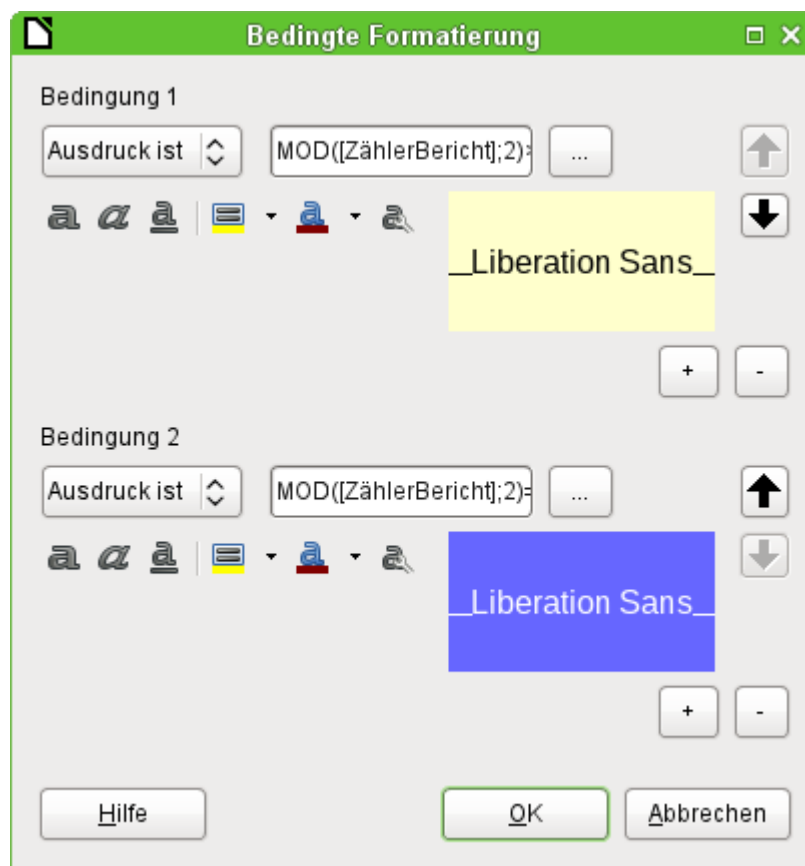 Bedingte Formatierung
Bedingung 1
Ausdruck ist MOD([ZählerBericht];2)> ...
a a a a a
_Liberation Sans_
+ -
Bedingung 2
Ausdruck ist MOD([ZählerBericht];2)= ...
a a a a a
_Liberation Sans_
+ -
Hilfe OK Abbrechen